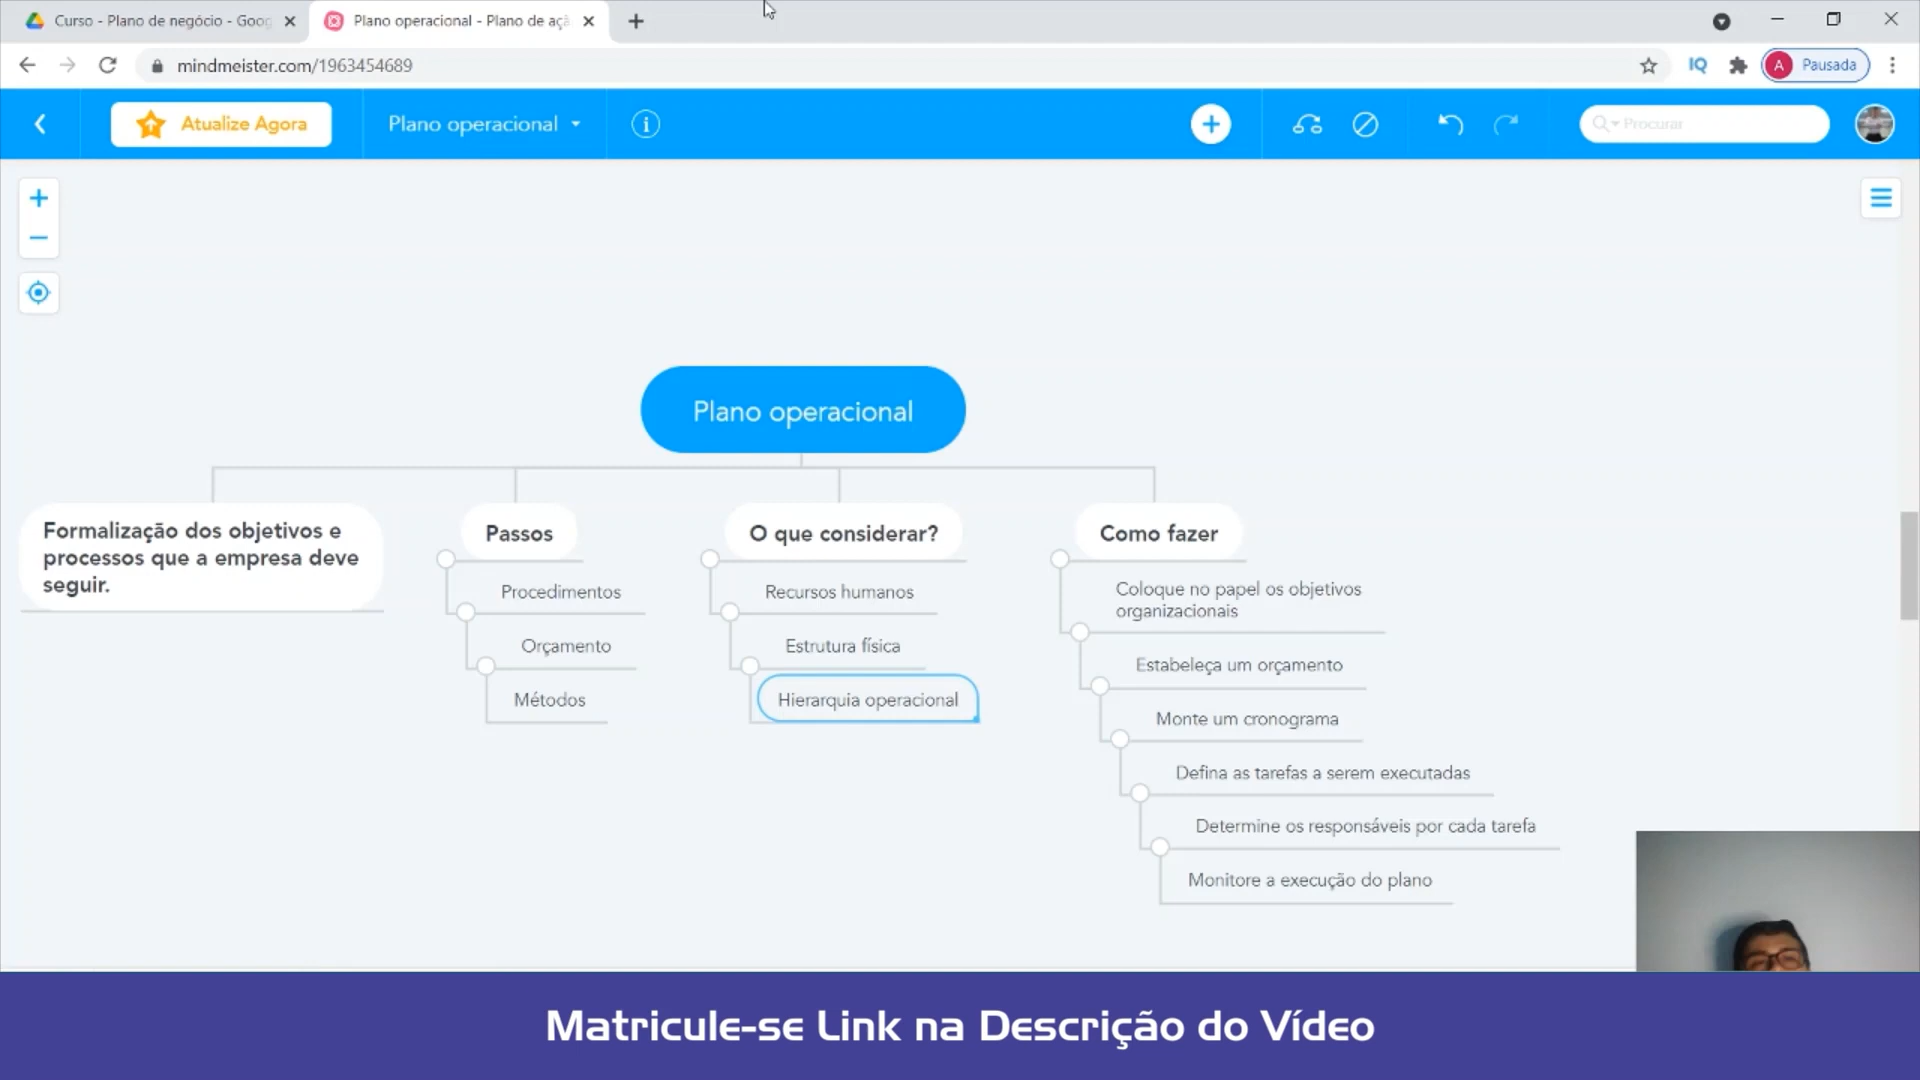 Curso - Plano de negócio - Goog
Plano operacional - Plano de açã
mindmeister.com/1963454689
IQ
A
Pausada
Atualize Agora
Plano operacional
Procurar
Plano operacional
Formalização dos objetivos e
processos que a empresa deve
seguir.
Passos
Procedimentos
Orçamento
Métodos
O que considerar?
Recursos humanos
Estrutura física
Hierarquia operacional
Como fazer
Coloque no papel os objetivos
organizacionais
Estabeleça um orçamento
Monte um cronograma
Defina as tarefas a serem executadas
Determine os responsáveis por cada tarefa
Monitore a execução do plano
Matricule-se Link na Descrição do Vídeo